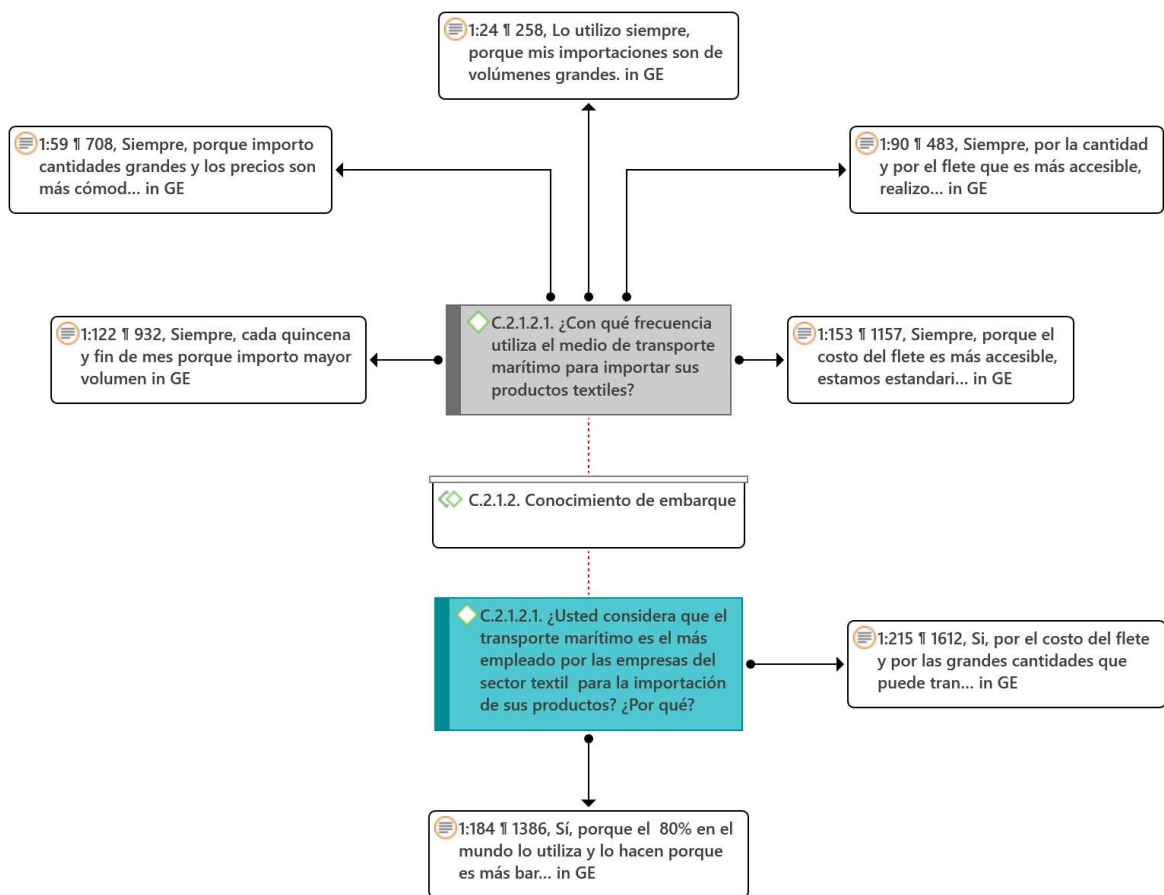 1:24 ¶ 258, Lo utilizo siempre,
porque mis importaciones son de
volúmenes grandes. in GE
1:59 ¶ 708, Siempre, porque importo
cantidades grandes y los precios son
más cómod... in GE
1:90 ¶ 483, Siempre, por la cantidad
y por el flete que es más accesible,
realizo... in GE
1:122 ¶ 932, Siempre, cada quincena
y fin de mes porque importo mayor
volumen in GE
C.2.1.2.1. ¿Con qué frecuencia
utiliza el medio de transporte
marítimo para importar sus
productos textiles?
1:153 ¶ 1157, Siempre, porque el
costo del flete es más accesible,
estamos estandari... in GE
C.2.1.2. Conocimiento de embarque
C.2.1.2.1. ¿Usted considera que el
transporte marítimo es el más
empleado por las empresas del
sector textil para la importación
de sus productos? ¿Por qué?
1:215 ¶ 1612, Si, por el costo del flete
y por las grandes cantidades que
puede tran... in GE
1:184 ¶ 1386, Sí, porque el 80% en el
mundo lo utiliza y lo hacen porque
es más bar... in GE